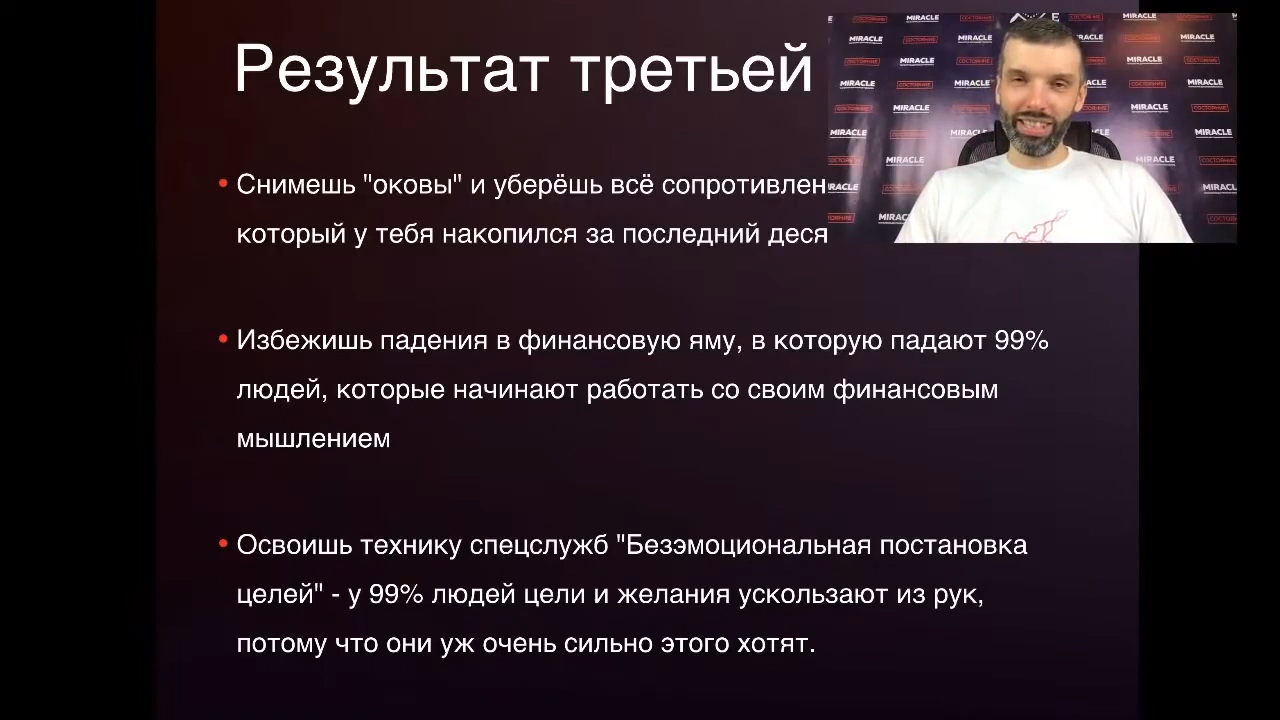 Результат третьей
Снимешь "оковы" и уберёшь всё сопротивлен
который у тебя накопился за последний деся
Избежишь падения в финансовую яму, в которую падают 99%
людей, которые начинают работать со своим финансовым
мышлением
Освоишь технику спецслужб "Безэмоциональная постановка
целей" - у 99% людей цели и желания ускользают из рук,
потому что они уж очень сильно этого хотят.
MIRACLE
СОСТОЯНИЕ